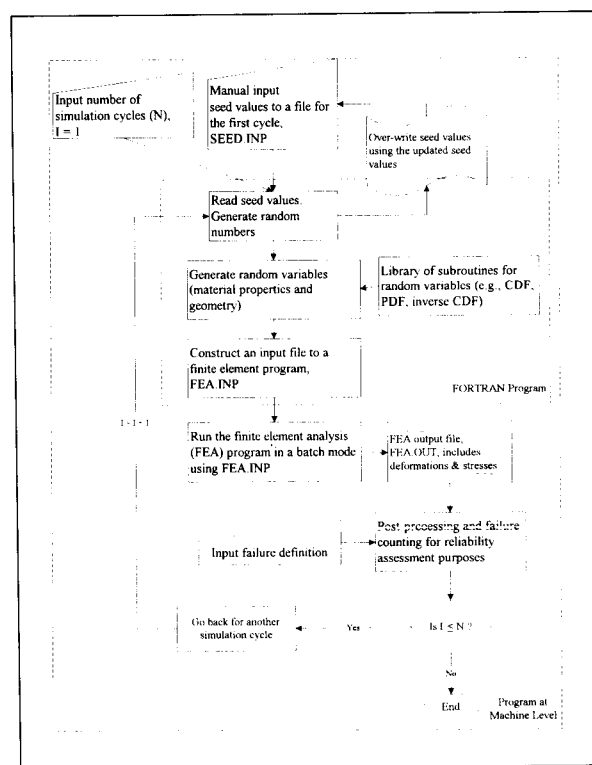 Input number of
simulation cycles (N),
I = 1
Manual input
seed values to a file for
the first cycle,
SEED.INP
Over-write seed values
using the updated seed
values
Read seed values.
Generate random
numbers
Generate random variables
(material properties and
geometry)
Library of subroutines for
random variables (e.g., CDF,
PDF, inverse CDF)
Construct an input file to a
finite element program,
FEA.INP
FORTRAN Program
Run the finite element analysis
(FEA) program in a batch mode
using FEA.INP
FEA output file,
FEA.OUT, includes
deformations & stresses
Input failure definition
Post processing and failure
counting for reliability
assessment purposes
Go back for another
simulation cycle
Yes
Is I ≤ N ?
No
End
Program at
Machine Level